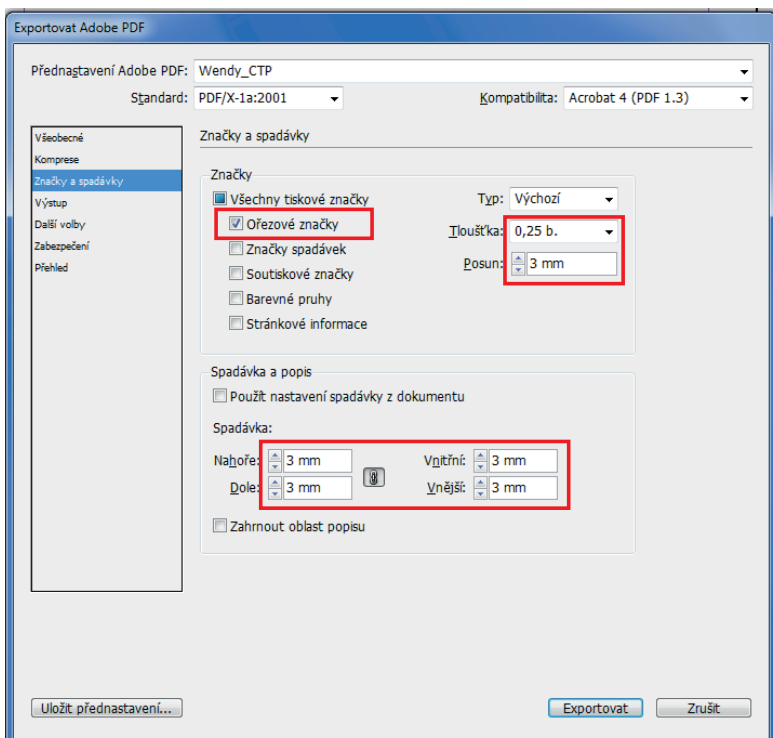 Exportovat Adobe PDF
Přednastavení Adobe PDF: Wendy_CTP
Standard: PDF/X-1a:2001 Kompatibilita: Acrobat 4 (PDF 1.3)
Všeobecné
Komprese
Značky a spadávky
Výstup
Další volby
Zabezpečení
Přehled
Značky a spadávky
Značky
Všechny tiskové značky Typ: Výchozí
Ořezové značky Tloušťka: 0,25 b.
Značky spadávek
Posun: 3 mm
Soutiskové značky
Barevné pruhy
Stránkové informace
Spadávka a popis
Použít nastavení spadávky z dokumentu
Spadávka:
Nahoře: 3 mm Vnitřní: 3 mm
Dole: 3 mm Vnější: 3 mm
Zahrnout oblast popisu
Uložit přednastavení... Exportovat Zrušit